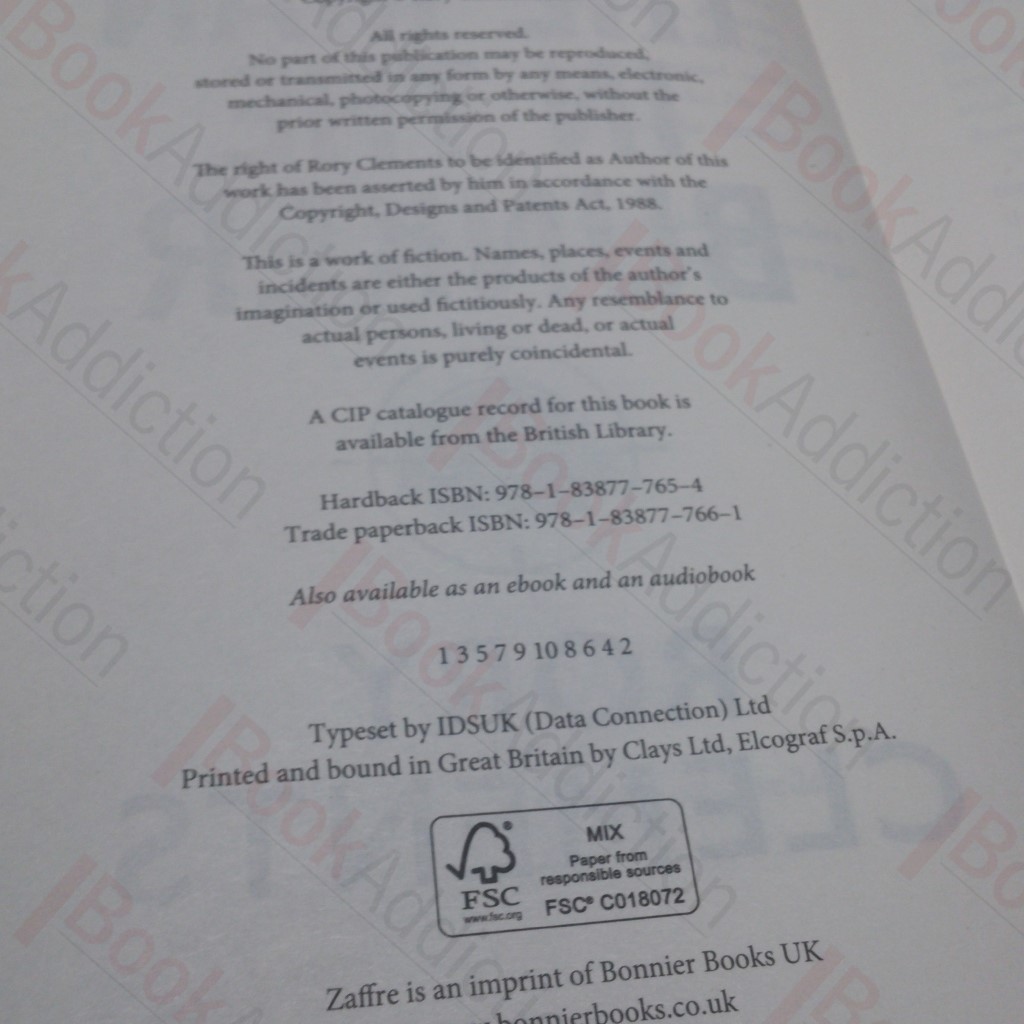 All rights reserved.
No part of this publication may be reproduced,
stored or transmitted in any form by any means, electronic,
mechanical, photocopying or otherwise, without the
prior written permission of the publisher.
The right of Rory Clements to be identified as Author of this
work has been asserted by him in accordance with the
Copyright, Designs and Patents Act, 1988.
This is a work of fiction. Names, places, events and
incidents are either the products of the author's
imagination or used fictitiously. Any resemblance to
actual persons, living or dead, or actual
events is purely coincidental.
A CIP catalogue record for this book is
available from the British Library.
Hardback ISBN: 978–1–83877–765–4
Trade paperback ISBN: 978–1–83877–766–1
Also available as an ebook and an audiobook
1 3 5 7 9 10 8 6 4 2
Typeset by IDSUK (Data Connection) Ltd
Printed and bound in Great Britain by Clays Ltd, Elcograf S.p.A.
FSC
www.fsc.org
MIX
Paper from
responsible sources
FSC® C018072
Zaffre is an imprint of Bonnier Books UK
bonnierbooks.co.uk
BookAddiction